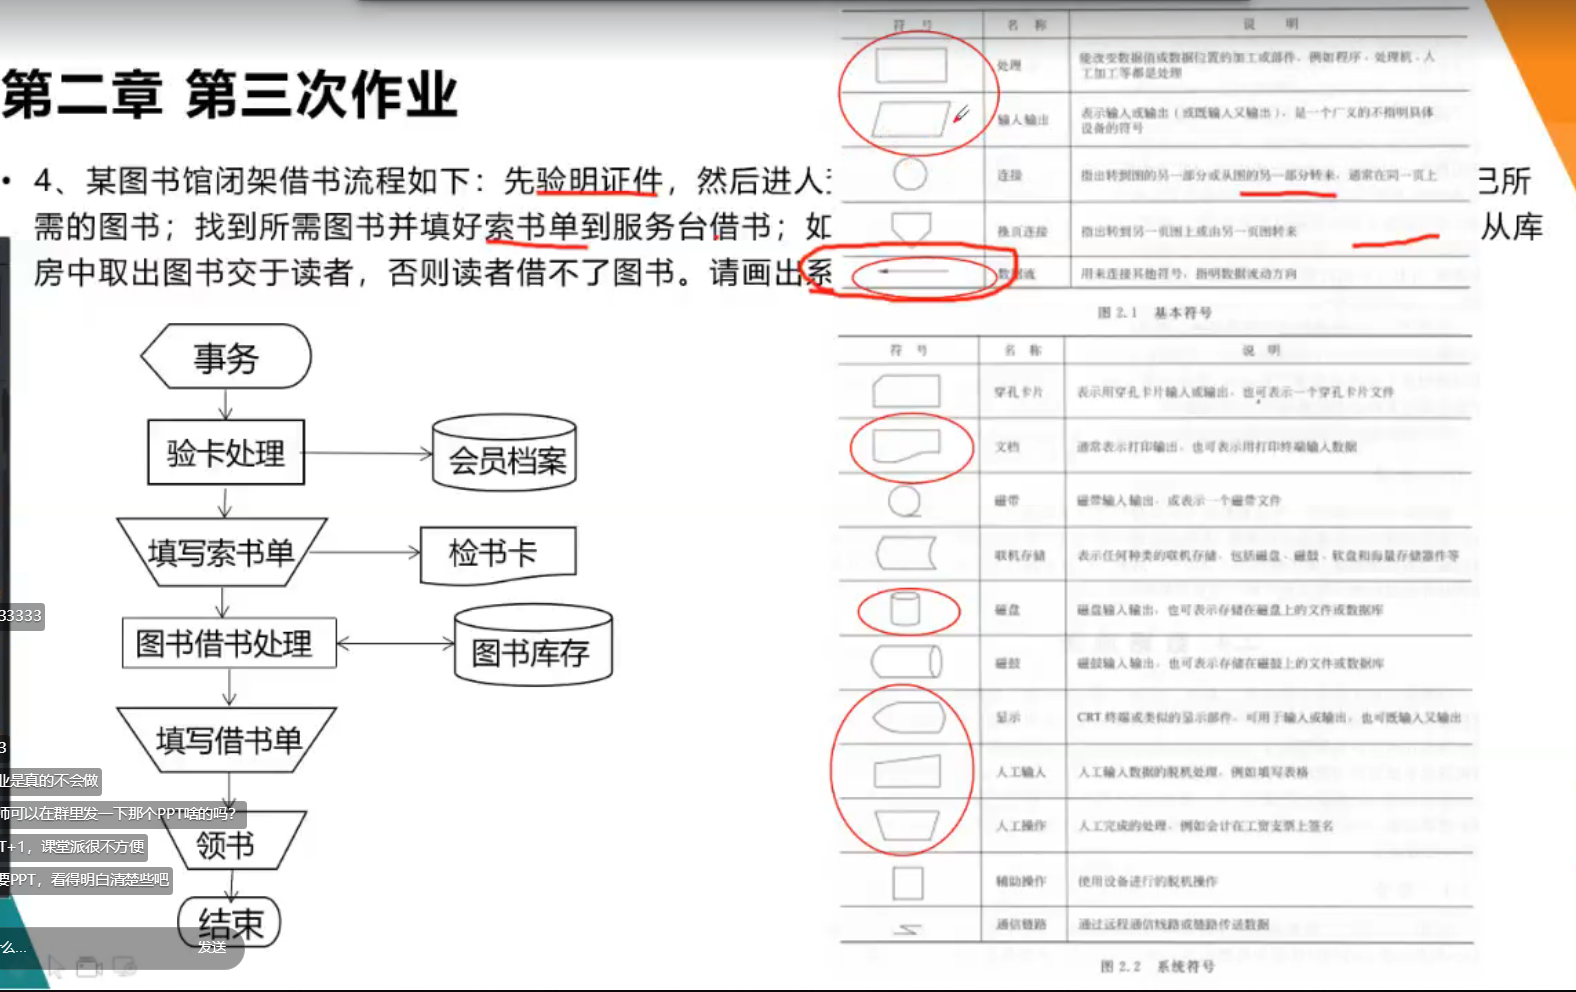 第二章 第三次作业
• 4、某图书馆闭架借书流程如下：先验明证件，然后进人
己所
需的图书；找到所需图书并填好索书单到服务台借书；如
从库
房中取出图书交于读者，否则读者借不了图书。请画出系
事务
验卡处理
会员档案
填写索书单
检书卡
图书借书处理
图书库存
填写借书单
领书
结束
33333
3
业是真的不会做
师可以在群里发一下那个PPT啥的吗？
T+1，课堂派很不方便
要PPT，看得明白清楚些吧
么...
发送
符 号 名 称 说 明
处理 能改变数据值或数据位置的加工或部件，例如程序、处理机、人
工加工等都是处理
输入输出 表示输入或输出（或既输入又输出），是一个广义的不指明具体
设备的符号
连接 指出转到图的另一部分或从图的另一部分转来，通常在同一页上
换页连接 指出转到另一页图上或由另一页图转来
数据流 用来连接其他符号，指明数据流动方向
图 2.1 基本符号
符 号 名 称 说 明
穿孔卡片 表示用穿孔卡片输入或输出，也可表示一个穿孔卡片文件
文档 通常表示打印输出，也可表示用打印终端输入数据
磁带 磁带输入输出，或表示一个磁带文件
联机存储 表示任何种类的联机存储，包括磁盘、磁鼓、软盘和海量存储器件等
磁盘 磁盘输入输出，也可表示存储在磁盘上的文件或数据库
磁鼓 磁鼓输入输出，也可表示存储在磁鼓上的文件或数据库
显示 CRT 终端或类似的显示部件，可用于输入或输出，也可既输入又输出
人工输入 人工输入数据的脱机处理，例如填写表格
人工操作 人工完成的处理，例如会计在工资支票上签名
辅助操作 使用设备进行的脱机操作
通信链路 通过远程通信线路或链路传送数据
图 2.2 系统符号